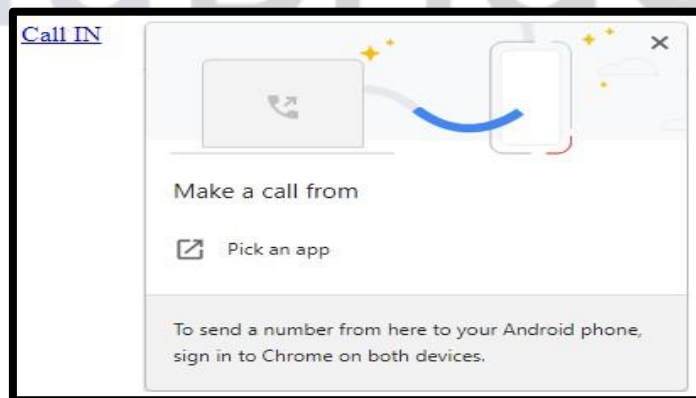 Call IN
Make a call from
Pick an app
To send a number from here to your Android phone,
sign in to Chrome on both devices.